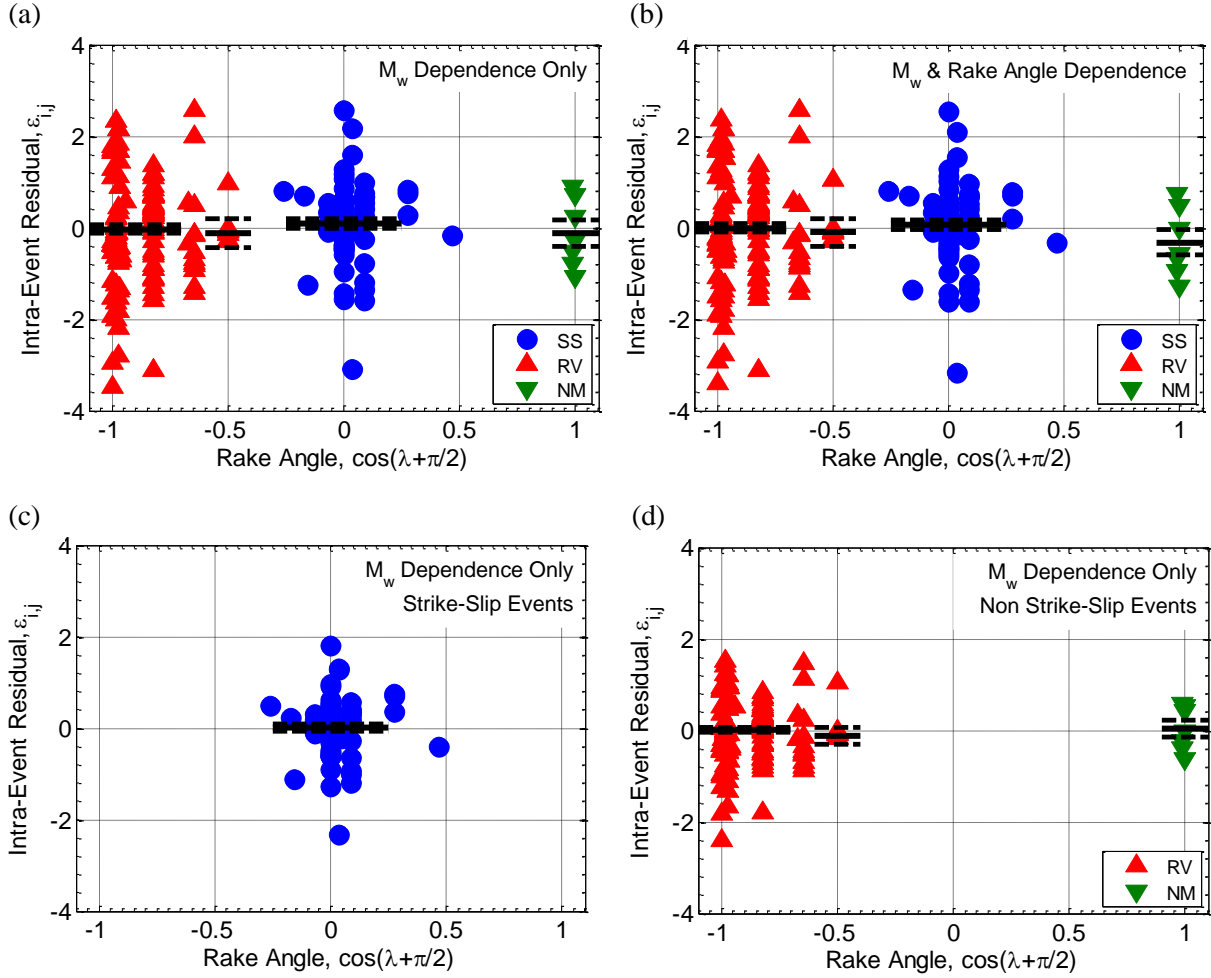 (a)
(b)
4
2
0
-2
-4
Intra-Event Residual, εi,j
M_w Dependence Only
SS
RV
NM
-1
-0.5
0
0.5
1
Rake Angle, cos(λ+π/2)
4
2
0
-2
-4
Intra-Event Residual, εi,j
M_w & Rake Angle Dependence
SS
RV
NM
-1
-0.5
0
0.5
1
Rake Angle, cos(λ+π/2)
(c)
(d)
4
2
0
-2
-4
Intra-Event Residual, εi,j
M_w Dependence Only
Strike-Slip Events
-1
-0.5
0
0.5
1
Rake Angle, cos(λ+π/2)
4
2
0
-2
-4
Intra-Event Residual, εi,j
M_w Dependence Only
Non Strike-Slip Events
RV
NM
-1
-0.5
0
0.5
1
Rake Angle, cos(λ+π/2)